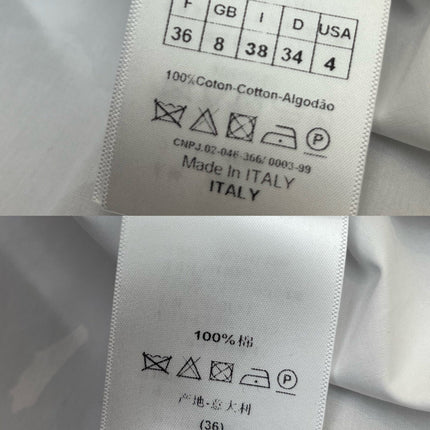 F GB I D USA
36 8 38 34 4
100%Coton-Cotton-Algodão
P
CNPJ.02-046-366/0003-99
Made In ITALY
ITALY
100%棉
P
产地-意大利
(36)